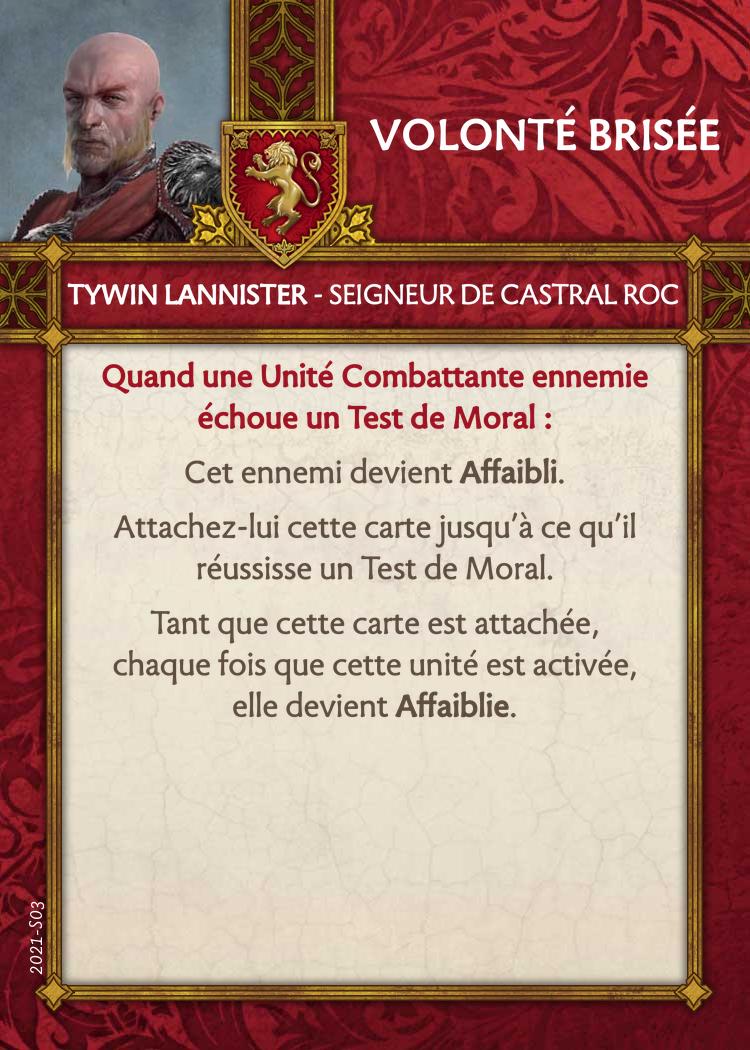 VOLONTÉ BRISÉE
TYWIN LANNISTER - SEIGNEUR DE CASTRAL ROC
Quand une Unité Combattante ennemie
échoue un Test de Moral :
Cet ennemi devient Affaibli.
Attachez-lui cette carte jusqu'à ce qu'il
réussisse un Test de Moral.
Tant que cette carte est attachée,
chaque fois que cette unité est activée,
elle devient Affaiblie.
2021-S03